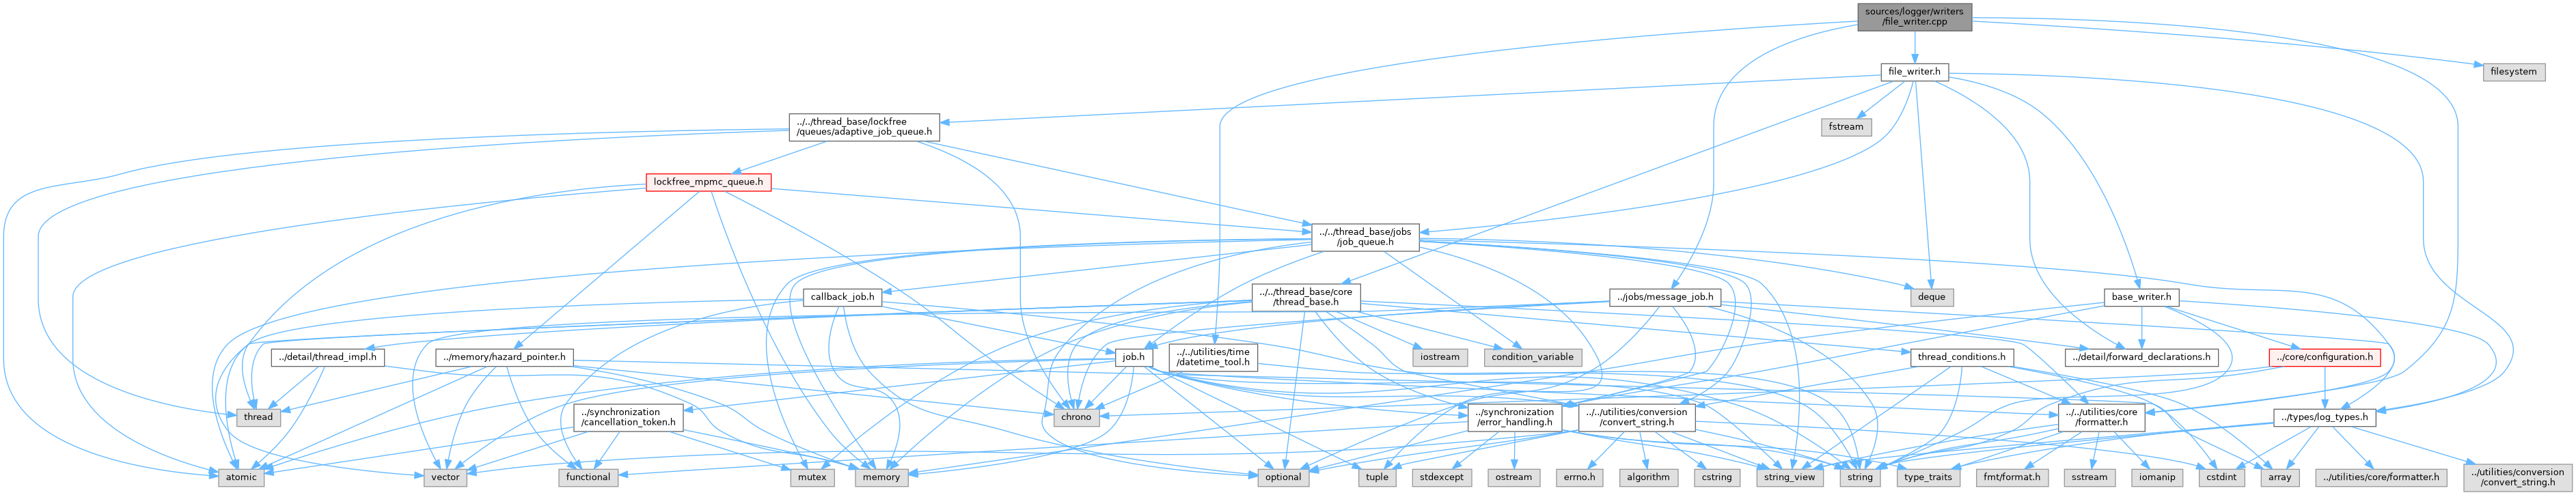 sources/logger/writers
/file_writer.cpp
file_writer.h
filesystem
../../thread_base/lockfree
/queues/adaptive_job_queue.h
fstream
lockfree_mpmc_queue.h
../../thread_base/jobs
/job_queue.h
callback_job.h
../../thread_base/core
/thread_base.h
../jobs/message_job.h
deque
base_writer.h
../detail/thread_impl.h
../memory/hazard_pointer.h
job.h
../../utilities/time
/datetime_tool.h
iostream
condition_variable
thread_conditions.h
../detail/forward_declarations.h
../core/configuration.h
thread
../synchronization
/cancellation_token.h
chrono
../synchronization
/error_handling.h
../../utilities/conversion
/convert_string.h
../../utilities/core
/formatter.h
../types/log_types.h
atomic
vector
functional
mutex
memory
optional
tuple
stdexcept
ostream
errno.h
algorithm
cstring
string_view
string
type_traits
fmt/format.h
sstream
iomanip
cstdint
array
../utilities/core/formatter.h
../utilities/conversion
/convert_string.h